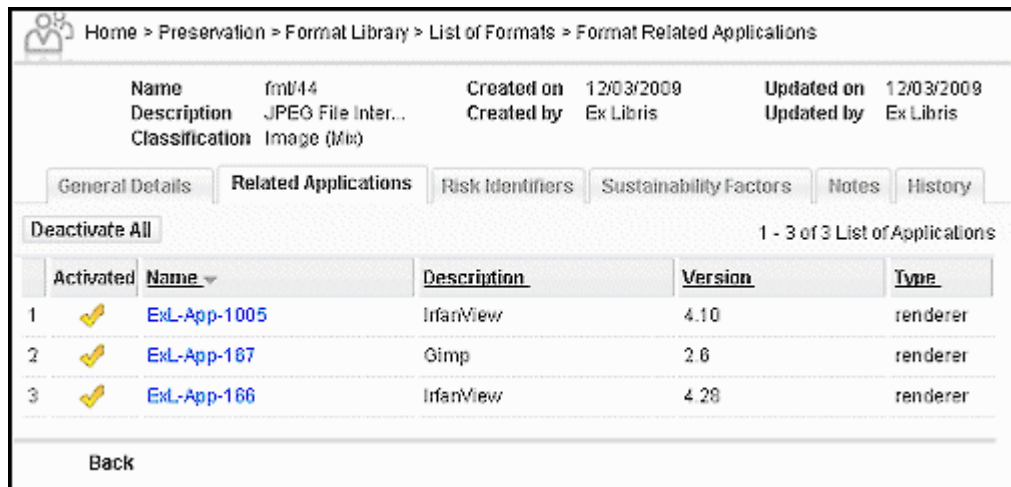 Home > Preservation > Format Library > List of Formats > Format Related Applications
Name fmt/44 Created on 12/03/2009 Updated on 12/03/2009
Description JPEG File Inter... Created by Ex Libris Updated by Ex Libris
Classification Image (Mix)
General Details Related Applications Risk Identifiers Sustainability Factors Notes History
Deactivate All 1 - 3 of 3 List of Applications
Activated Name Description Version Type
1 ExL-App-1005 IrfanView 4.10 renderer
2 ExL-App-167 Gimp 2.6 renderer
3 ExL-App-166 IrfanView 4.28 renderer
Back